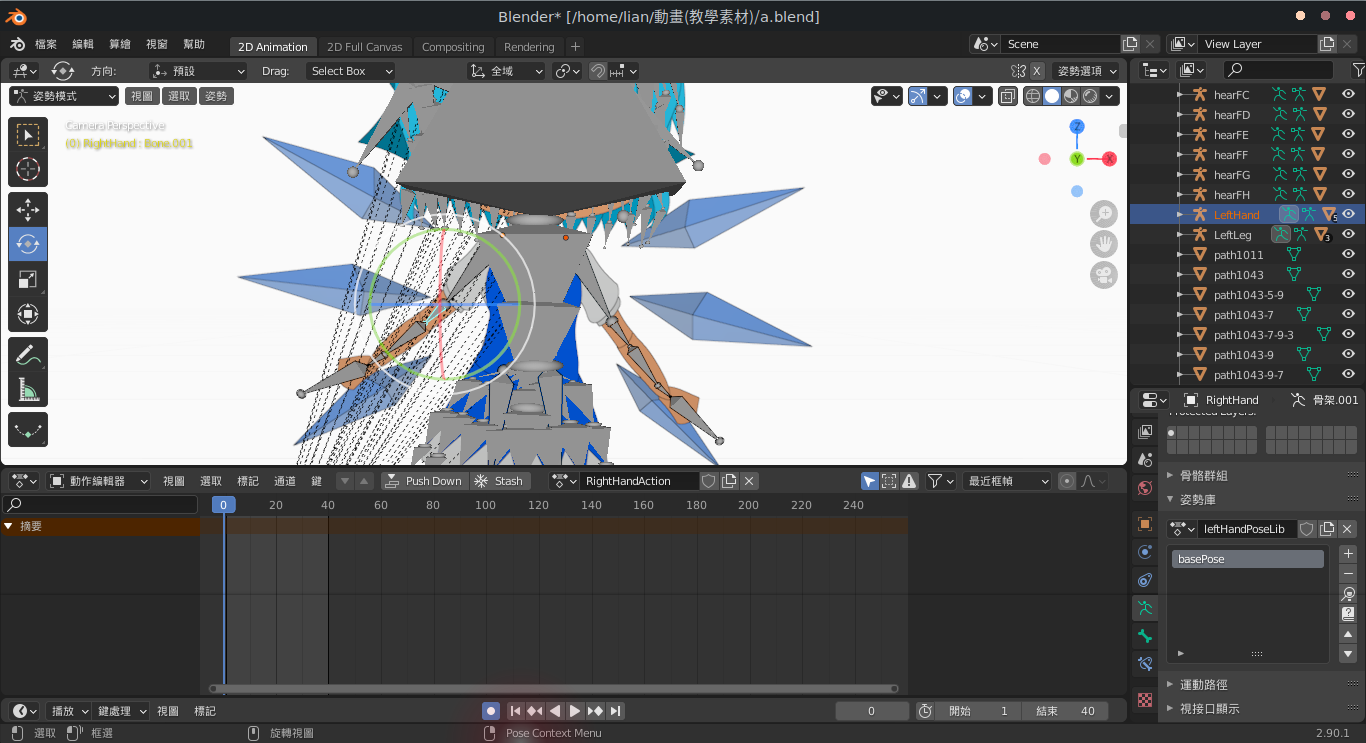 Blender* [/home/lian/動畫(教學素材)/a.blend]
檔案 編輯 算繪 視窗 幫助 2D Animation 2D Full Canvas Compositing Rendering + Scene View Layer
方向: 預設 Drag: Select Box 全域 X 姿勢選項
姿勢模式 視圖 選取 姿勢
Camera Perspective
(0) RightHand : Bone.001
Z
Y
X
hearFC
hearFD
hearFE
hearFF
hearFG
hearFH
LeftHand 5
LeftLeg 3
path1011
path1043
path1043-5-9
path1043-7
path1043-7-9-3
path1043-9
path1043-9-7
RightHand 骨架.001
Protected Layers:
骨骼群組
姿勢庫
leftHandPoseLib
basePose
運動路徑
視接口顯示
動作編輯器 視圖 選取 標記 通道 鍵 Push Down Stash RightHandAction 最近框幀
0 20 40 60 80 100 120 140 160 180 200 220 240
摘要
播放 鍵處理 視圖 標記 0 開始 1 結束 40
選取 框選 旋轉視圖 Pose Context Menu 2.90.1